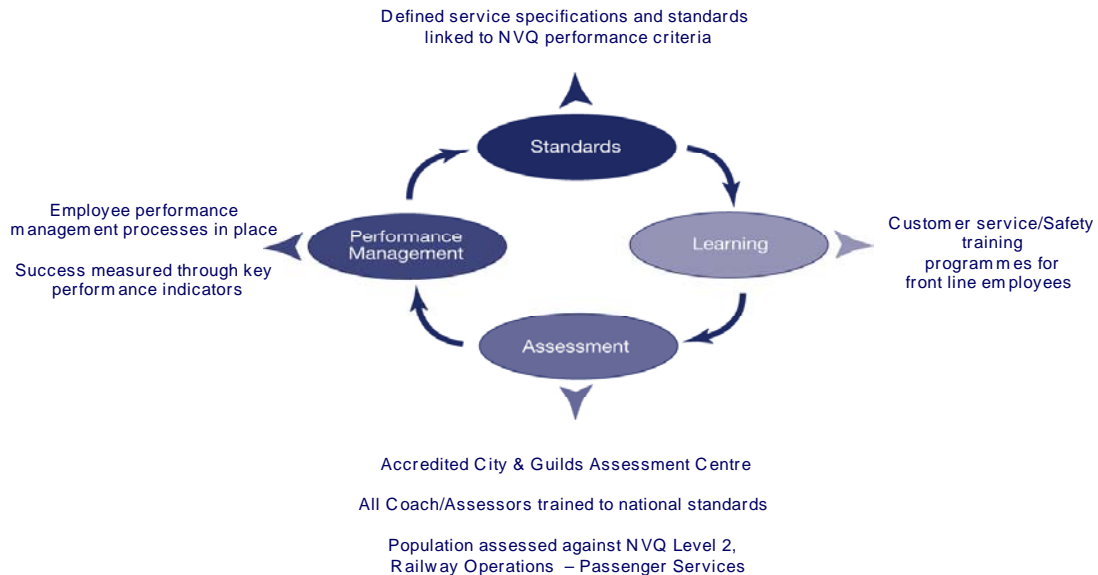 Defined service specifications and standards
linked to NVQ performance criteria
Standards
Employee performance
management processes in place
Success measured through key
performance indicators
Performance
Management
Learning
Customer service/Safety
training
programmes for
front line employees
Assessment
Accredited City & Guilds Assessment Centre
All Coach/Assessors trained to national standards
Population assessed against NVQ Level 2,
Railway Operations – Passenger Services